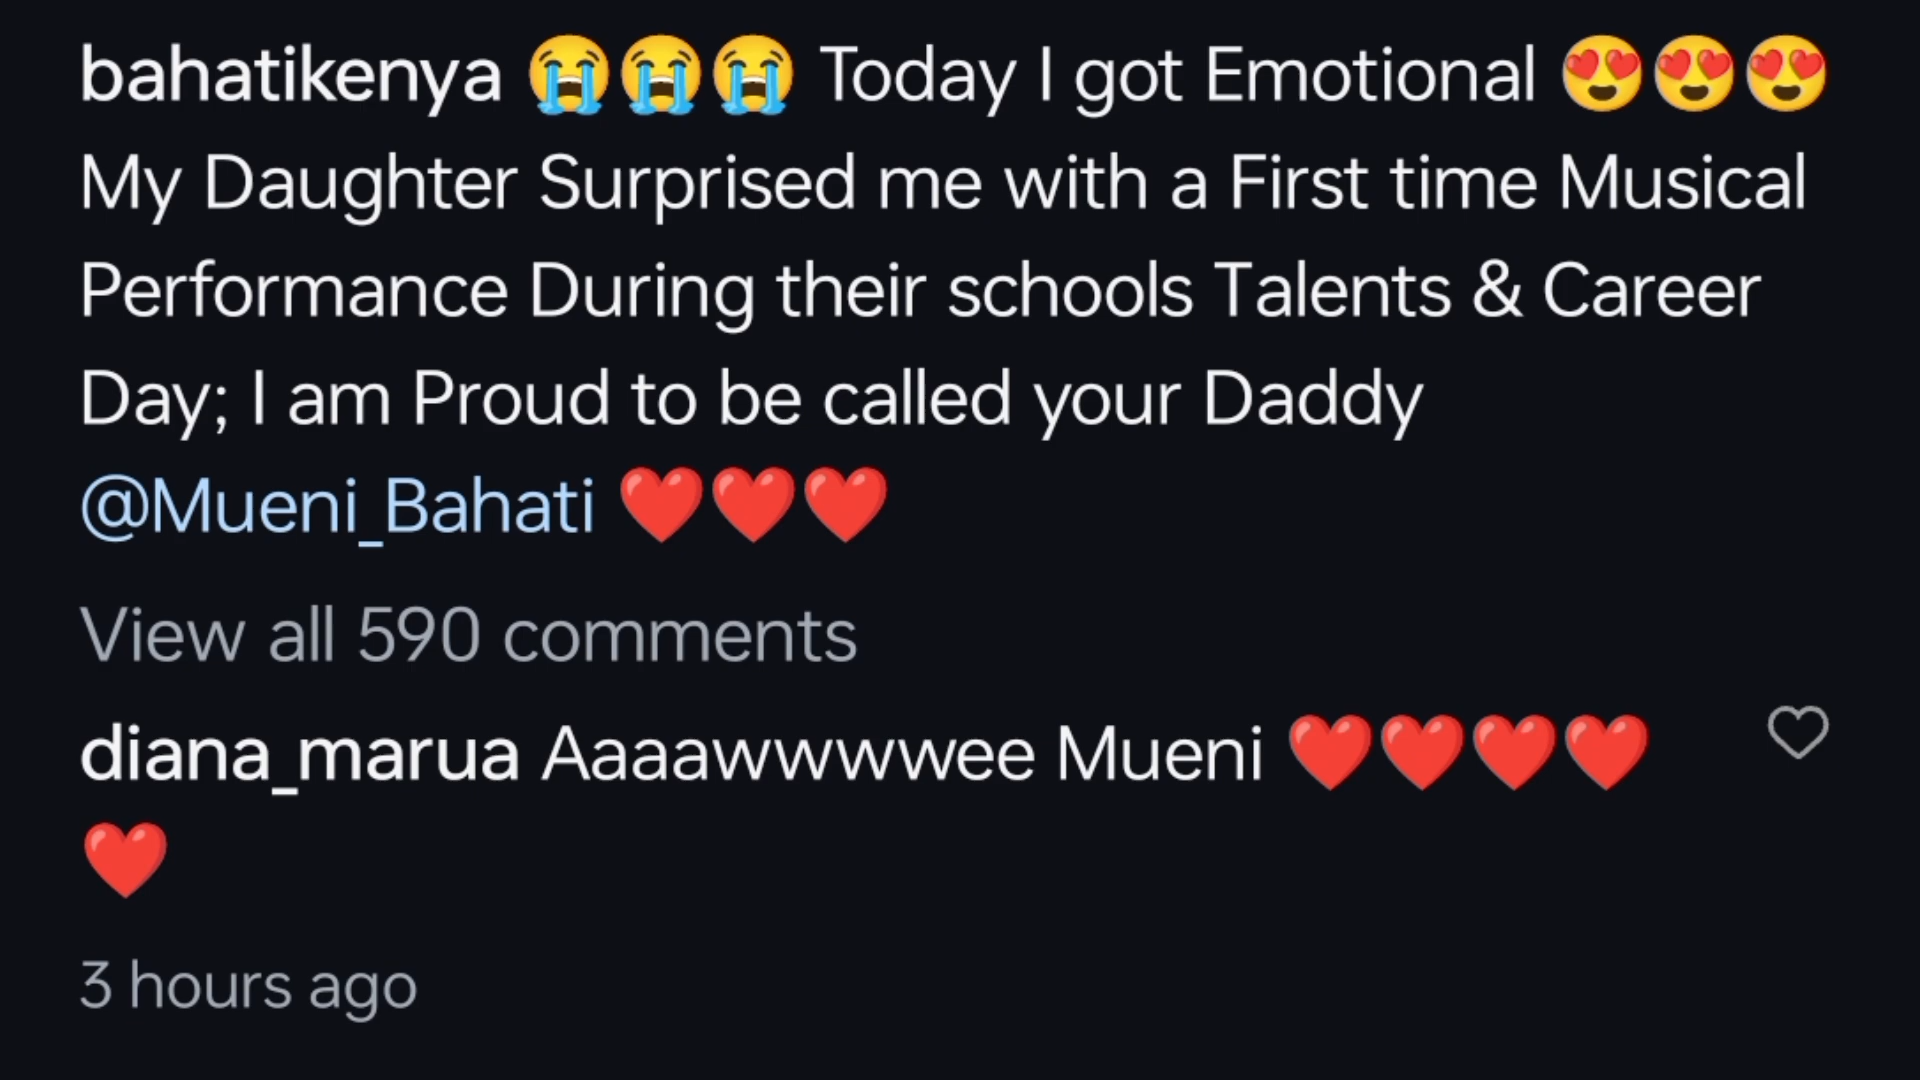 bahatikenya 😭😭😭 Today I got Emotional 😍😍😍
My Daughter Surprised me with a First time Musical
Performance During their schools Talents & Career
Day; I am Proud to be called your Daddy
@Mueni_Bahati ❤️❤️❤️
View all 590 comments
diana_marua Aaaawwwwee Mueni ❤️❤️❤️❤️
❤️
3 hours ago